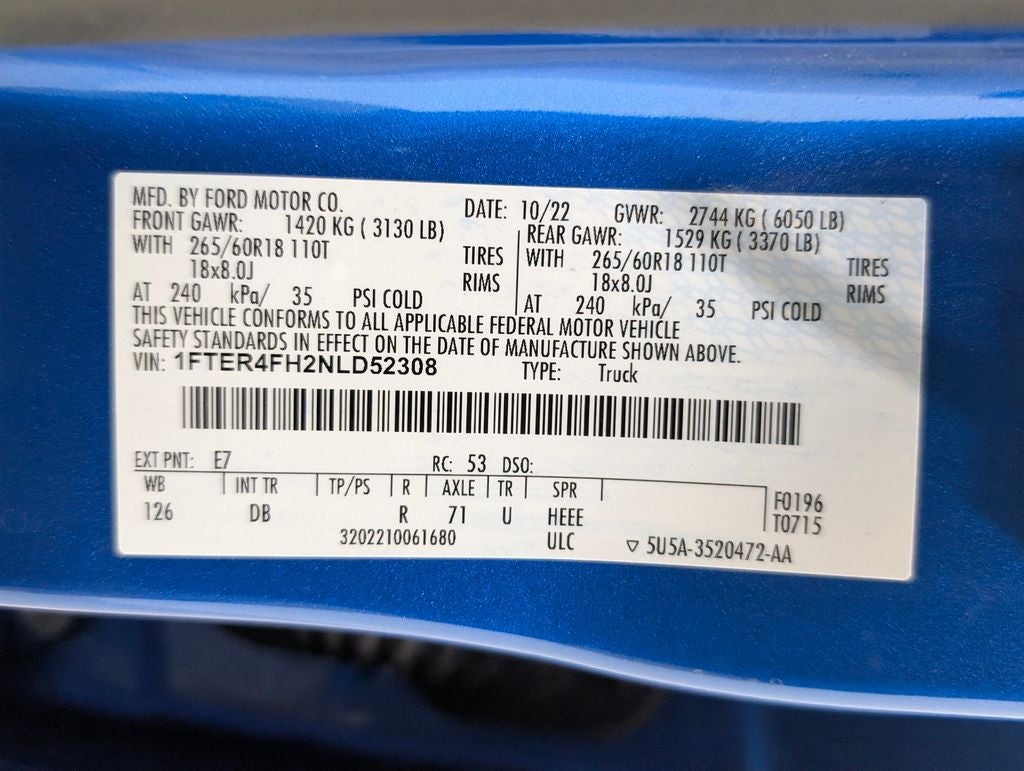 MFD. BY FORD MOTOR CO.
DATE: 10/22 GVWR: 2744 KG ( 6050 LB)
FRONT GAWR: 1420 KG ( 3130 LB)
WITH 265/60R18 110T TIRES
18x8.0J RIMS
AT 240 kPa/ 35 PSI COLD
REAR GAWR: 1529 KG ( 3370 LB)
WITH 265/60R18 110T TIRES
18x8.0J RIMS
AT 240 kPa/ 35 PSI COLD
THIS VEHICLE CONFORMS TO ALL APPLICABLE FEDERAL MOTOR VEHICLE
SAFETY STANDARDS IN EFFECT ON THE DATE OF MANUFACTURE SHOWN ABOVE.
VIN: 1FTER4FH2NLD52308 TYPE: Truck
EXT PNT: E7 RC: 53 DSO:
WB INT TR TP/PS R AXLE TR SPR
126 DB R 71 U HEEE
F0196
T0715
3202210061680 ULC ▽ 5U5A-3520472-AA